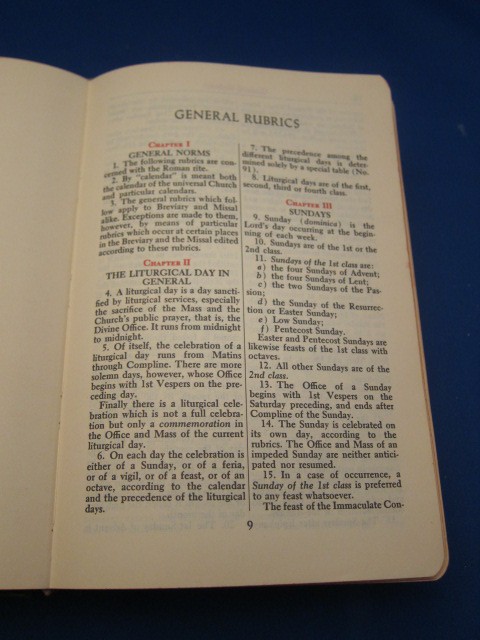 GENERAL RUBRICS
CHAPTER I
GENERAL NORMS
1. The following rubrics are con-
cerned with the Roman rite.
2. By "calendar" is meant both
the calendar of the universal Church
and particular calendars.
3. The general rubrics which fol-
low apply to Breviary and Missal
alike. Exceptions are made to them,
however, by means of particular
rubrics which occur at certain places
in the Breviary and the Missal edited
according to these rubrics.
CHAPTER II
THE LITURGICAL DAY IN
GENERAL
4. A liturgical day is a day sancti-
fied by liturgical services, especially
the sacrifice of the Mass and the
Church's public prayer, that is, the
Divine Office. It runs from midnight
to midnight.
5. Of itself, the celebration of a
liturgical day runs from Matins
through Compline. There are more
solemn days, however, whose Office
begins with 1st Vespers on the pre-
ceding day.
Finally there is a liturgical cele-
bration which is not a full celebra-
tion but only a commemoration in
the Office and Mass of the current
liturgical day.
6. On each day the celebration is
either of a Sunday, or of a feria,
or of a vigil, or of a feast, or of an
octave, according to the calendar
and the precedence of the liturgical
days.
7. The precedence among the
different liturgical days is deter-
mined solely by a special table (No.
91).
8. Liturgical days are of the first,
second, third or fourth class.
CHAPTER III
SUNDAYS
9. Sunday (dominica) is the
Lord's day occurring at the begin-
ning of each week.
10. Sundays are of the 1st or the
2nd class.
11. Sundays of the 1st class are:
a) the four Sundays of Advent;
b) the four Sundays of Lent;
c) the two Sundays of the Pas-
sion;
d) the Sunday of the Resurrec-
tion or Easter Sunday;
e) Low Sunday;
f) Pentecost Sunday.
Easter and Pentecost Sundays are
likewise feasts of the 1st class with
octaves.
12. All other Sundays are of the
2nd class.
13. The Office of a Sunday
begins with 1st Vespers on the
Saturday preceding, and ends after
Compline of the Sunday.
14. The Sunday is celebrated on
its own day, according to the
rubrics. The Office and Mass of an
impeded Sunday are neither antici-
pated nor resumed.
15. In a case of occurrence, a
Sunday of the 1st class is preferred
to any feast whatsoever.
The feast of the Immaculate Con-
9